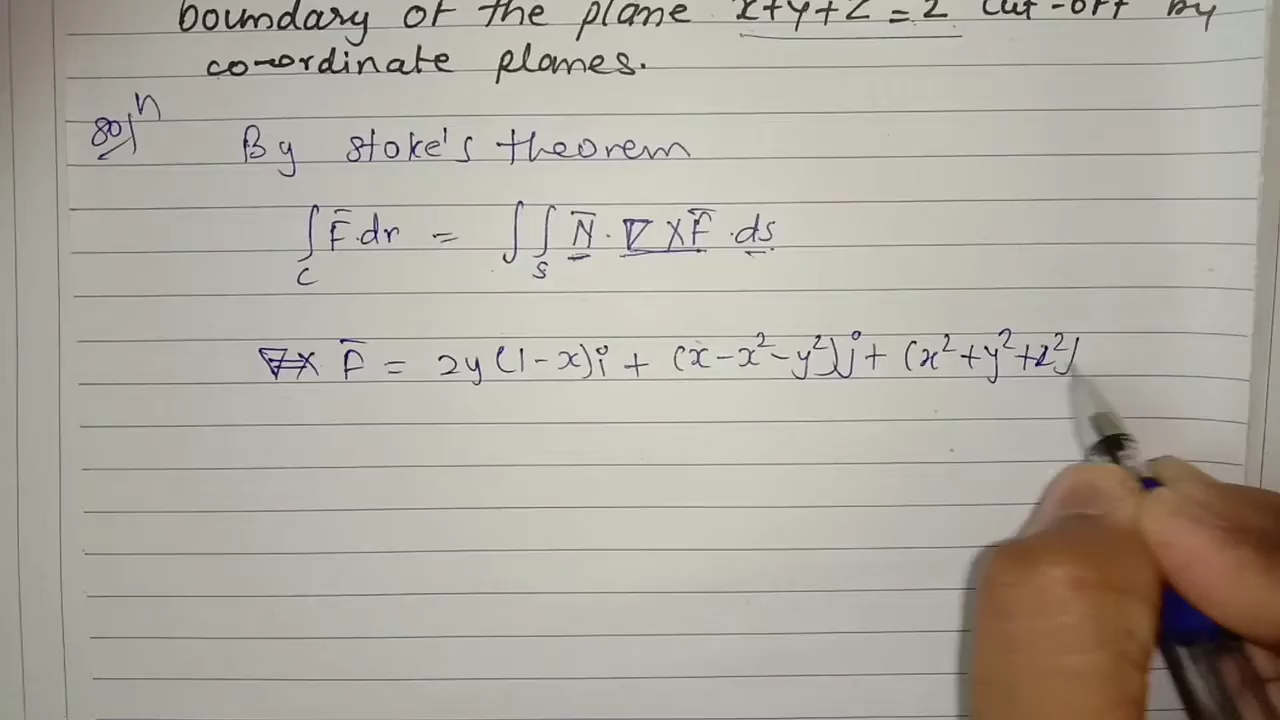 boundary of the plane x+y+z = 2 cut-off by
co-ordinate planes.
Solⁿ By stoke's theorem
∫_C F̄·dr = ∫∫_S N̄ · ∇ × F̄ · ds
∇× F̄ = 2y(1-x)i + (x-x²-y²)j + (x²+y²+z²)